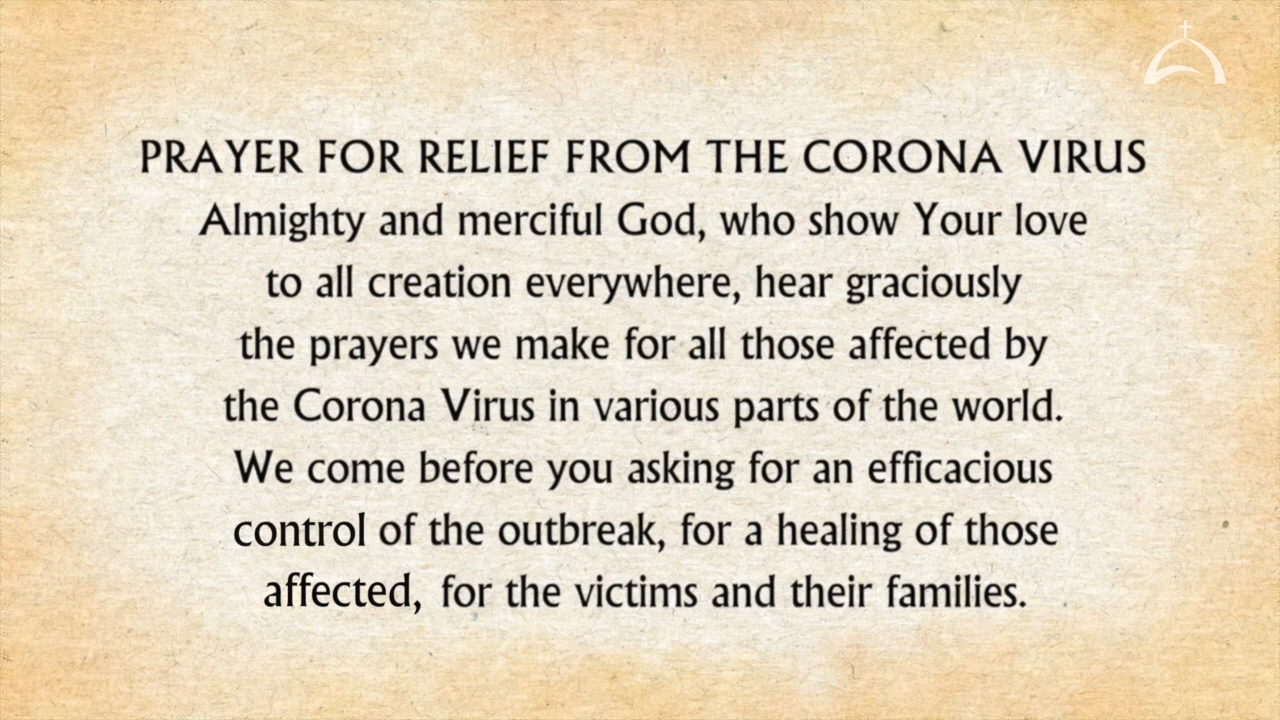 PRAYER FOR RELIEF FROM THE CORONA VIRUS
Almighty and merciful God, who show Your love
to all creation everywhere, hear graciously
the prayers we make for all those affected by
the Corona Virus in various parts of the world.
We come before you asking for an efficacious
control of the outbreak, for a healing of those
affected, for the victims and their families.